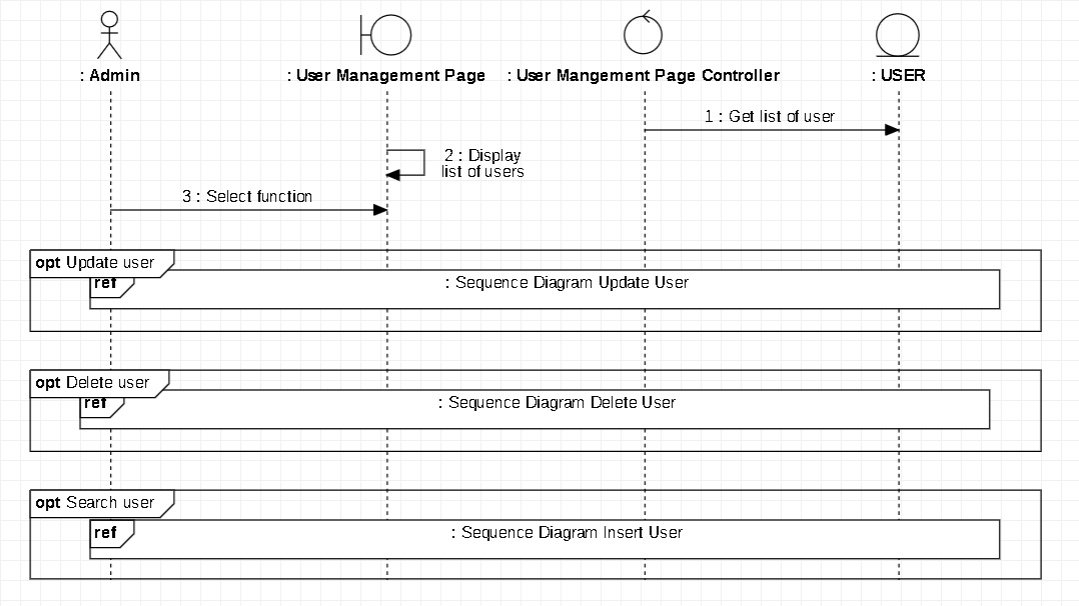 : Admin
: User Management Page
: User Mangement Page Controller
: USER
1 : Get list of user
2 : Display
list of users
3 : Select function
opt Update user
ref
: Sequence Diagram Update User
opt Delete user
ref
: Sequence Diagram Delete User
opt Search user
ref
: Sequence Diagram Insert User